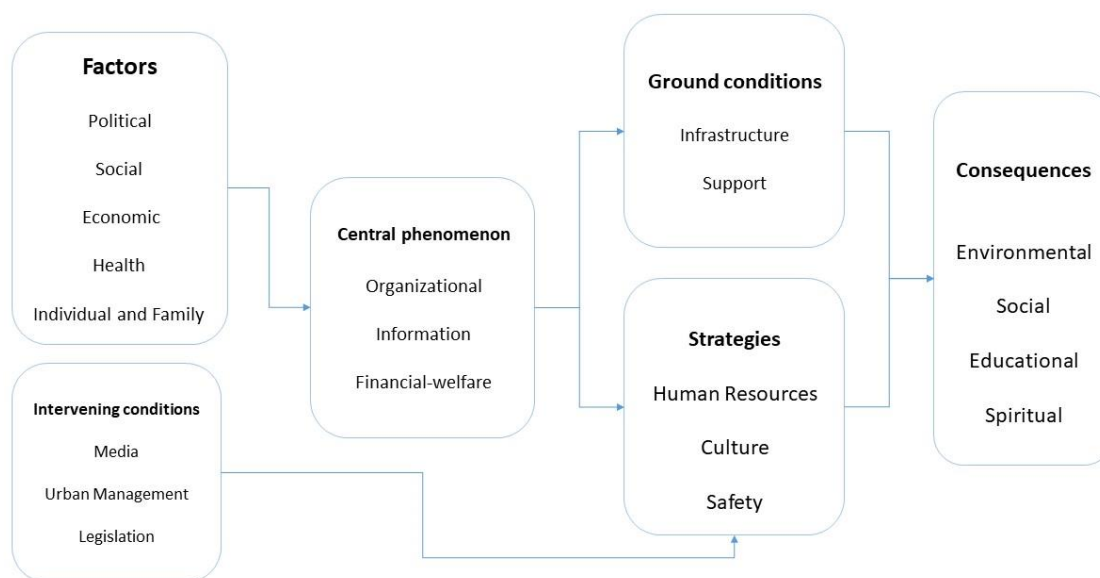 Factors
Political
Social
Economic
Health
Individual and Family
Intervening conditions
Media
Urban Management
Legislation
Central phenomenon
Organizational
Information
Financial-welfare
Ground conditions
Infrastructure
Support
Strategies
Human Resources
Culture
Safety
Consequences
Environmental
Social
Educational
Spiritual